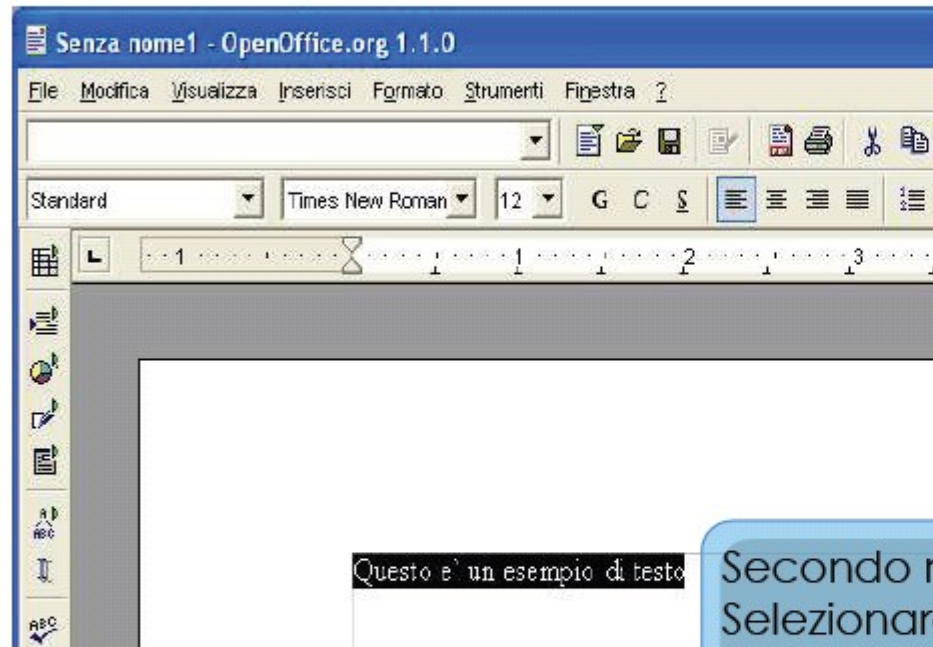 Senza nome1 - OpenOffice.org 1.1.0
File Modifica Visualizza Inserisci Formato Strumenti Finestra ?
Standard Times New Roman 12 G C S
1 1 2 3
Questo e` un esempio di testo
Secondo
Selezionar